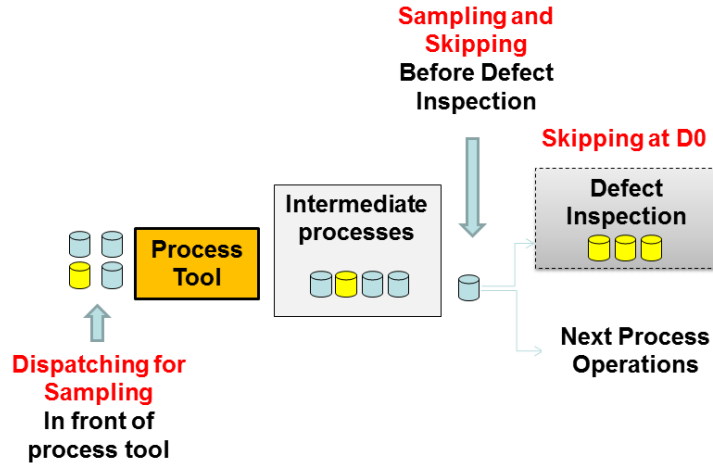 Sampling and
Skipping
Before Defect
Inspection
Skipping at D0
Defect
Inspection
Intermediate
processes
Process
Tool
Next Process
Operations
Dispatching for
Sampling
In front of
process tool